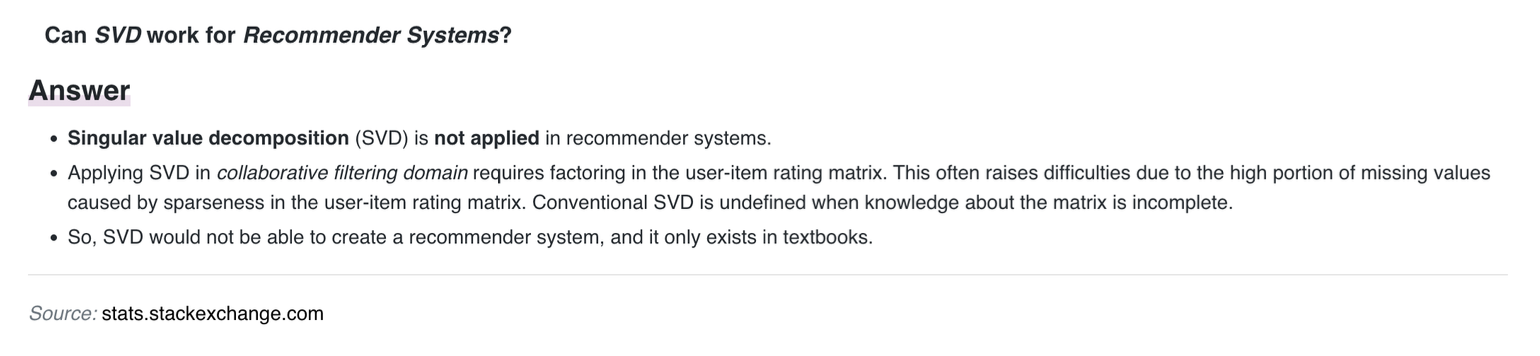 Can SVD work for Recommender Systems?
Answer
• Singular value decomposition (SVD) is not applied in recommender systems.
• Applying SVD in collaborative filtering domain requires factoring in the user-item rating matrix. This often raises difficulties due to the high portion of missing values
caused by sparseness in the user-item rating matrix. Conventional SVD is undefined when knowledge about the matrix is incomplete.
• So, SVD would not be able to create a recommender system, and it only exists in textbooks.
Source: stats.stackexchange.com